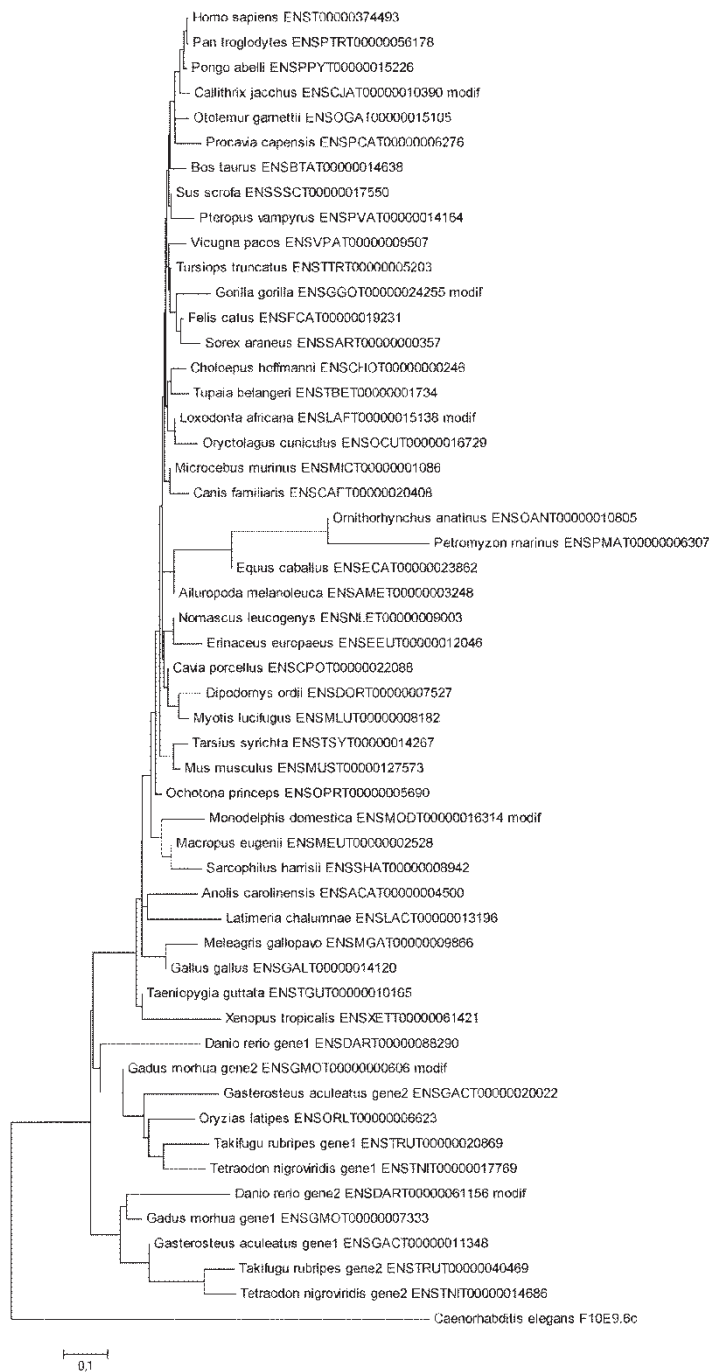 Homo sapiens ENST00000374493
Pan troglodytes ENSPTRT00000056178
Pongo abelli ENSPPYT00000015226
Callithrix jacchus ENSCJAT00000010390 modif
Otolemur garnettii ENSOGAT00000015105
Procavia capensis ENSPCAT00000006276
Bos taurus ENSBTAT00000014638
Sus scrofa ENSSSCT00000017550
Pteropus vampyrus ENSPVAT00000014164
Vicugna pacos ENSVPAT00000009507
Tursiops truncatus ENSTTRT00000005203
Gorilla gorilla ENSGGOT00000024255 modif
Felis catus ENSFCAT00000019231
Sorex araneus ENSSART00000000357
Choloepus hoffmanni ENSCHOT00000000246
Tupaia belangeri ENSTBET00000001734
Loxodonta africana ENSLAFT00000015138 modif
Oryctolagus cuniculus ENSOCUT00000016729
Microcebus murinus ENSMICT00000001086
Canis familiaris ENSCAFT00000020408
Ornithorhynchus anatinus ENSOANT00000010805
Petromyzon marinus ENSPMAT00000006307
Equus caballus ENSECAT00000023862
Ailuropoda melanoleuca ENSAMET00000003248
Nomascus leucogenys ENSNLET00000009003
Erinaceus europaeus ENSEEUT00000012046
Cavia porcellus ENSCPOT00000022088
Dipodomys ordii ENSDORT00000007527
Myotis lucifugus ENSMLUT00000008182
Tarsius syrichta ENSTSYT00000014267
Mus musculus ENSMUST00000127573
Ochotona princeps ENSOPRT00000005690
Monodelphis domestica ENSMODT00000016314 modif
Macropus eugenii ENSMEUT00000002528
Sarcophilus harrisii ENSSHAT00000008942
Anolis carolinensis ENSACAT00000004500
Latimeria chalumnae ENSLACT00000013196
Meleagris gallopavo ENSMGAT00000009866
Gallus gallus ENSGALT00000014120
Taeniopygia guttata ENSTGUT00000010165
Xenopus tropicalis ENSXETT00000061421
Danio rerio gene1 ENSDART00000088290
Gadus morhua gene2 ENSGMOT00000000606 modif
Gasterosteus aculeatus gene2 ENSGACT00000020022
Oryzias latipes ENSORLT00000006623
Takifugu rubripes gene1 ENSTRUT00000020869
Tetraodon nigroviridis gene1 ENSTNIT00000017769
Danio rerio gene2 ENSDART00000061156 modif
Gadus morhua gene1 ENSGMOT00000007333
Gasterosteus aculeatus gene1 ENSGACT00000011348
Takifugu rubripes gene2 ENSTRUT00000040469
Tetraodon nigroviridis gene2 ENSTNIT00000014686
Caenorhabditis elegans F10E9.6c
0,1